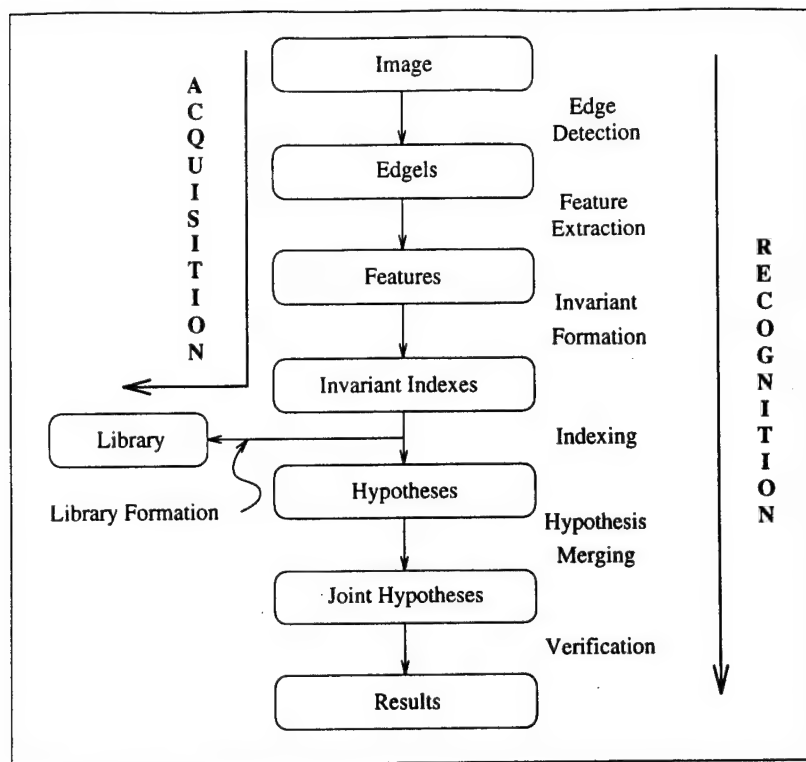 Image
ACQUISITION
Edge
Detection
Edgels
Feature
Extraction
Features
RECOGNITION
Invariant
Formation
Invariant Indexes
Library
Indexing
Hypotheses
Library Formation
Hypothesis
Merging
Joint Hypotheses
Verification
Results